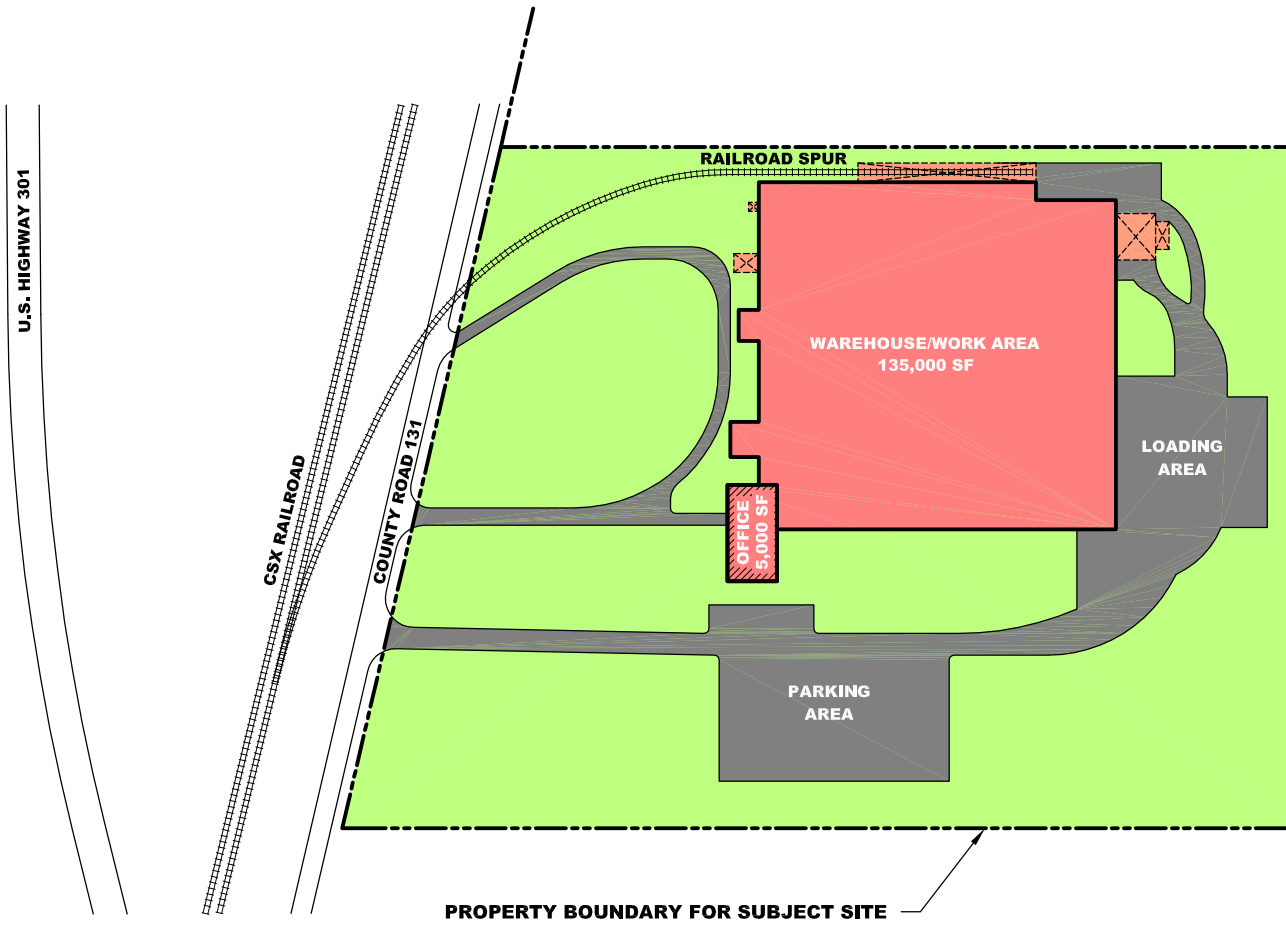 RAILROAD SPUR
U.S. HIGHWAY 301
WAREHOUSE/WORK AREA
135,000 SF
LOADING
AREA
CSX RAILROAD
COUNTY ROAD 131
OFFICE
5,000 SF
PARKING
AREA
PROPERTY BOUNDARY FOR SUBJECT SITE